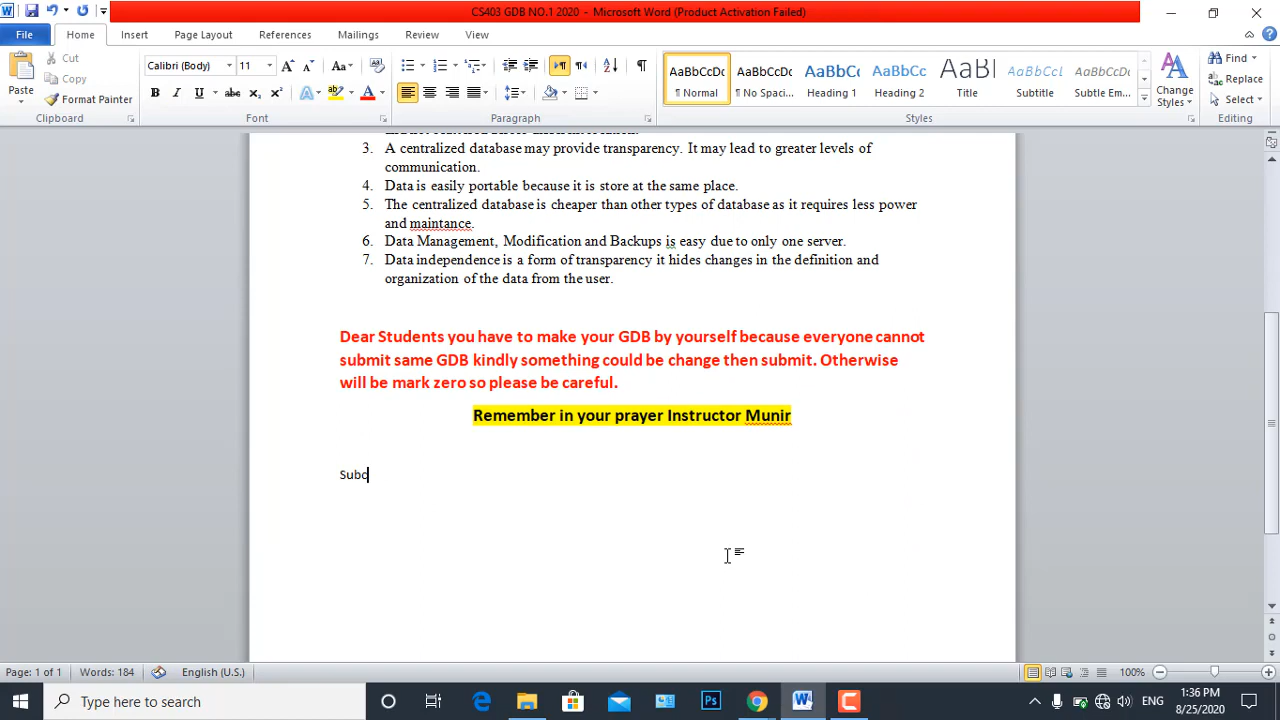 CS403 GDB NO.1 2020 - Microsoft Word (Product Activation Failed)
File Home Insert Page Layout References Mailings Review View
Paste Cut Copy Format Painter
Calibri (Body) 11
AaBbCcDc AaBbCcDc AaBbCc AaBbCc AaBl AaBbCcl AaBbCcDc
¶ Normal ¶ No Spaci... Heading 1 Heading 2 Title Subtitle Subtle Em...
Change Styles
Find Replace Select
Clipboard Font Paragraph Styles Editing
3. A centralized database may provide transparency. It may lead to greater levels of
communication.
4. Data is easily portable because it is store at the same place.
5. The centralized database is cheaper than other types of database as it requires less power
and maintance.
6. Data Management, Modification and Backups is easy due to only one server.
7. Data independence is a form of transparency it hides changes in the definition and
organization of the data from the user.
Dear Students you have to make your GDB by yourself because everyone cannot
submit same GDB kindly something could be change then submit. Otherwise
will be mark zero so please be careful.
Remember in your prayer Instructor Munir
Subc
Page: 1 of 1 Words: 184 English (U.S.) 100%
Type here to search
ENG
1:36 PM
8/25/2020